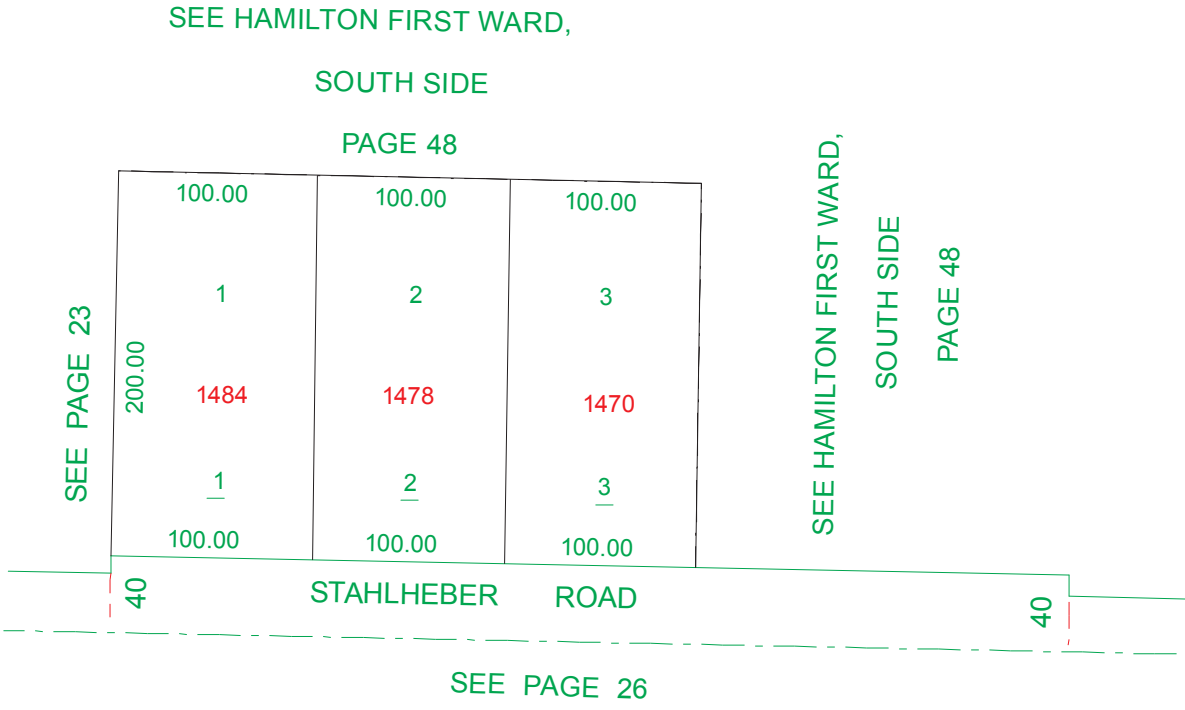 SEE HAMILTON FIRST WARD,
SOUTH SIDE
PAGE 48
100.00
100.00
100.00
1
2
3
SEE PAGE 23
200.00
1484
1478
1470
1
2
3
100.00
100.00
100.00
SEE HAMILTON FIRST WARD,
SOUTH SIDE
PAGE 48
40
STAHLHEBER ROAD
40
SEE PAGE 26